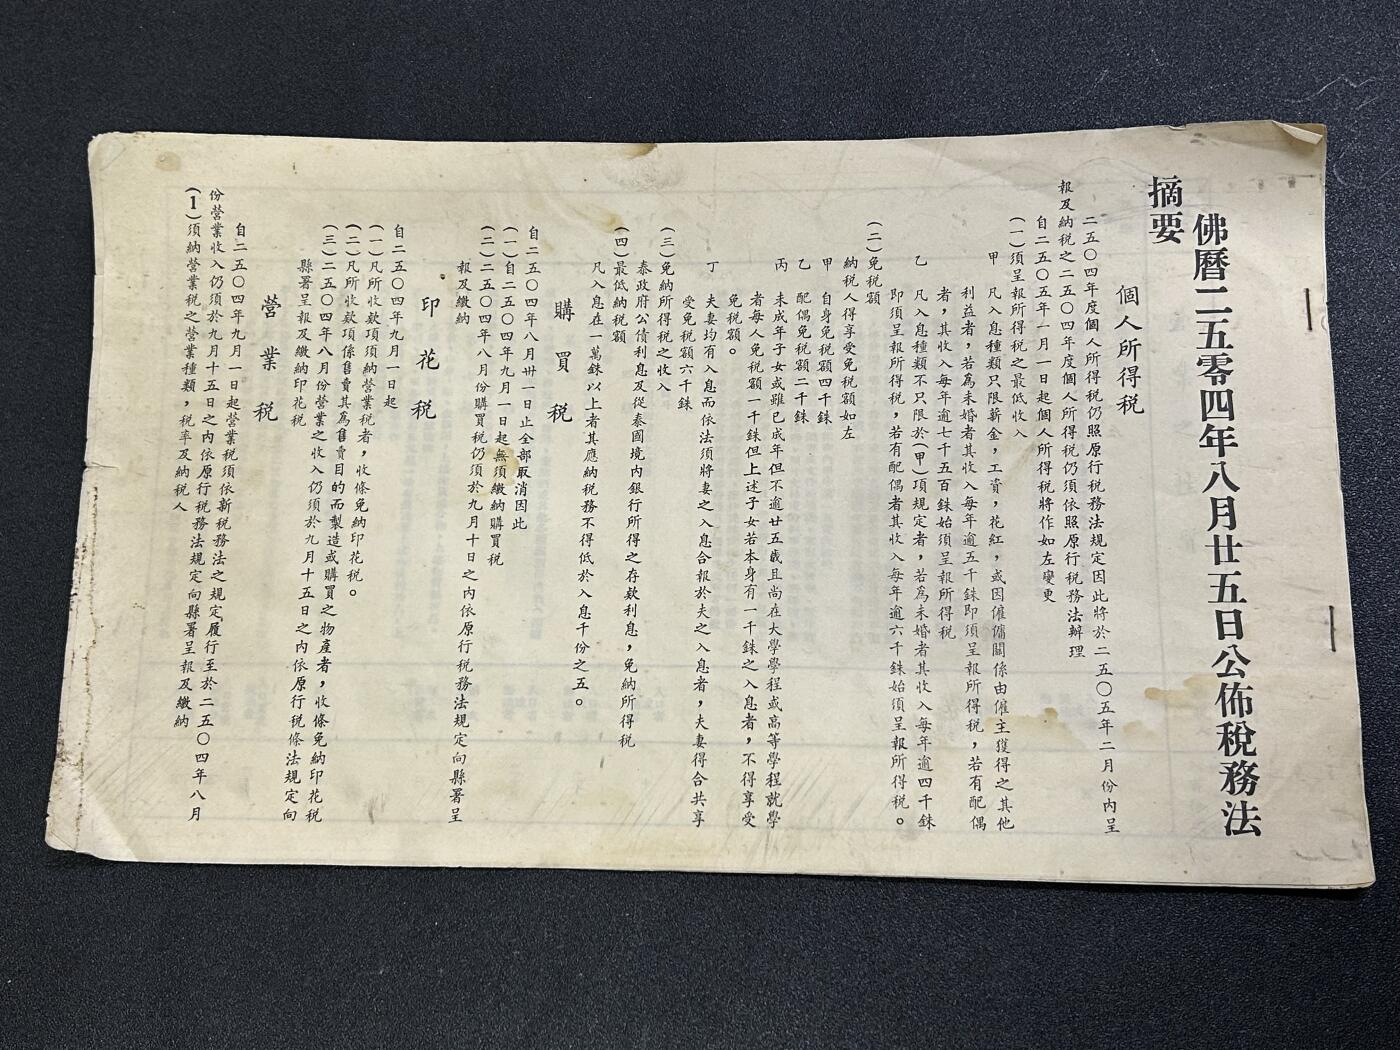 佛曆二五零四年八月廿五日公佈稅務法
摘要
個人所得稅
二五〇四年度個人所得稅仍照原行稅務法規定因此將於二五〇五年二月份內呈
報及納稅之二五〇四年度個人所得稅仍須依照原行稅務法辦理
自二五〇五年一月一日起個人所得稅將作如左變更
(一)須呈報所得稅之最低收入
甲 凡入息種類只限薪金，工資，花紅，或因僱傭關係由僱主獲得之其他
利益者，若為未婚者其收入每年逾五千銖即須呈報所得稅，若有配偶
者，其收入每年逾七千五百銖始須呈報所得稅
乙 凡入息種類不只限於(甲)項規定者，若為未婚者其收入每年逾四千銖
即須呈報所得稅，若有配偶者其收入每年逾六千銖始須呈報所得稅。
(二)免稅額
納稅人得享受免稅額如左
甲 自身免稅額四千銖
乙 配偶免稅額二千銖
丙 未成年子女或雖已成年但不逾廿五歲且尚在大學學程或高等學程就學
者每人免稅額一千銖但上述子女若本身有一千銖之入息者，不得享受
免稅額。
丁 夫妻均有入息而依法須將妻之入息合報於夫之入息者，夫妻得合共享
受免稅額六千銖
(三)免納所得稅之收入
泰政府公債利息及從泰國境內銀行所得之存款利息，免納所得稅
(四)最低納稅額
凡入息在一萬銖以上者其應納稅務不得低於入息千份之五。
購買稅
自二五〇四年八月卅一日止全部取消因此
(一)自二五〇四年九月一日起無須繳納購買稅
(二)二五〇四年八月份購買稅仍須於九月十日之內依原行稅務法規定向縣署呈
報及繳納
印花稅
自二五〇四年九月一日起
(一)凡所收款項須納營業稅者，收條免納印花稅。
(二)凡所收款項係售賣其為售賣目的而製造或購買之物產者，收條免納印花稅
(三)二五〇四年八月份營業之收入仍須於九月十五日之內依原行稅條法規定向
縣署呈報及繳納印花稅
營業稅
自二五〇四年九月一日起營業稅須依新稅務法之規定履行至於二五〇四年八月
份營業收入仍須於九月十五日之內依原行稅務法規定向縣署呈報及繳納
(1)須納營業稅之營業種類，稅率及納稅人